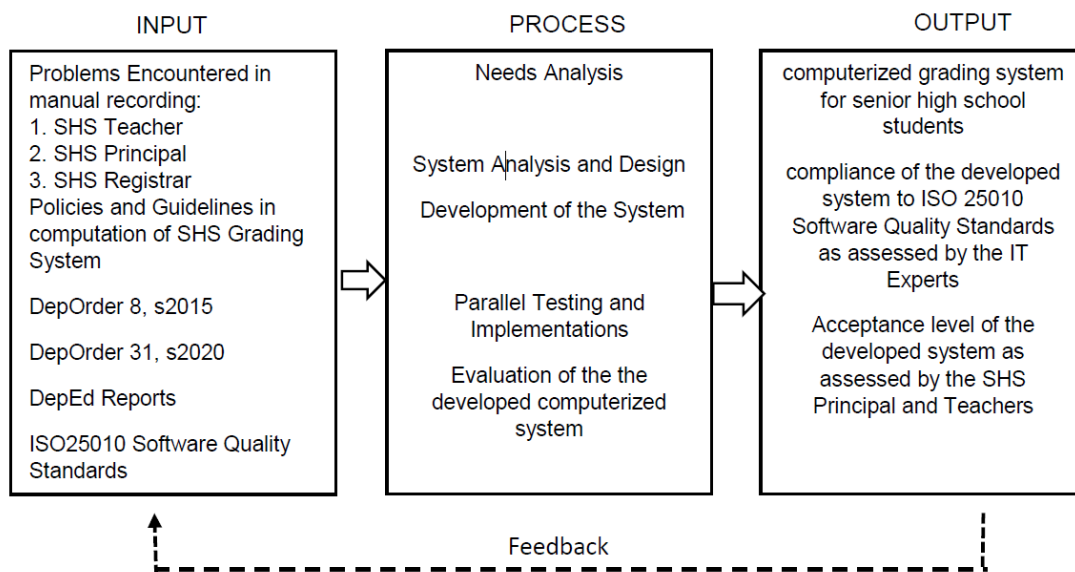 INPUT
Problems Encountered in
manual recording:
1. SHS Teacher
2. SHS Principal
3. SHS Registrar
Policies and Guidelines in
computation of SHS Grading
System
DepOrder 8, s2015
DepOrder 31, s2020
DepEd Reports
ISO25010 Software Quality
Standards
PROCESS
Needs Analysis
System Analysis and Design
Development of the System
Parallel Testing and
Implementations
Evaluation of the the
developed computerized
system
OUTPUT
computerized grading system
for senior high school
students
compliance of the developed
system to ISO 25010
Software Quality Standards
as assessed by the IT
Experts
Acceptance level of the
developed system as
assessed by the SHS
Principal and Teachers
Feedback